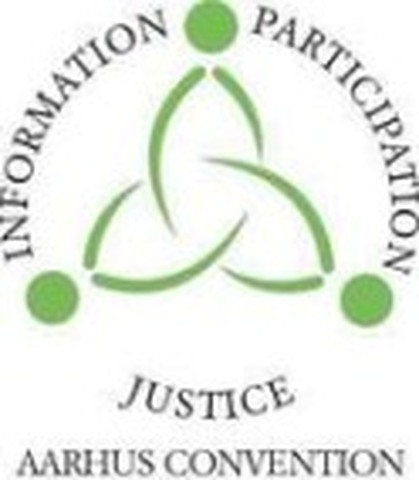 INFORMATION
PARTICIPATION
JUSTICE
AARHUS CONVENTION